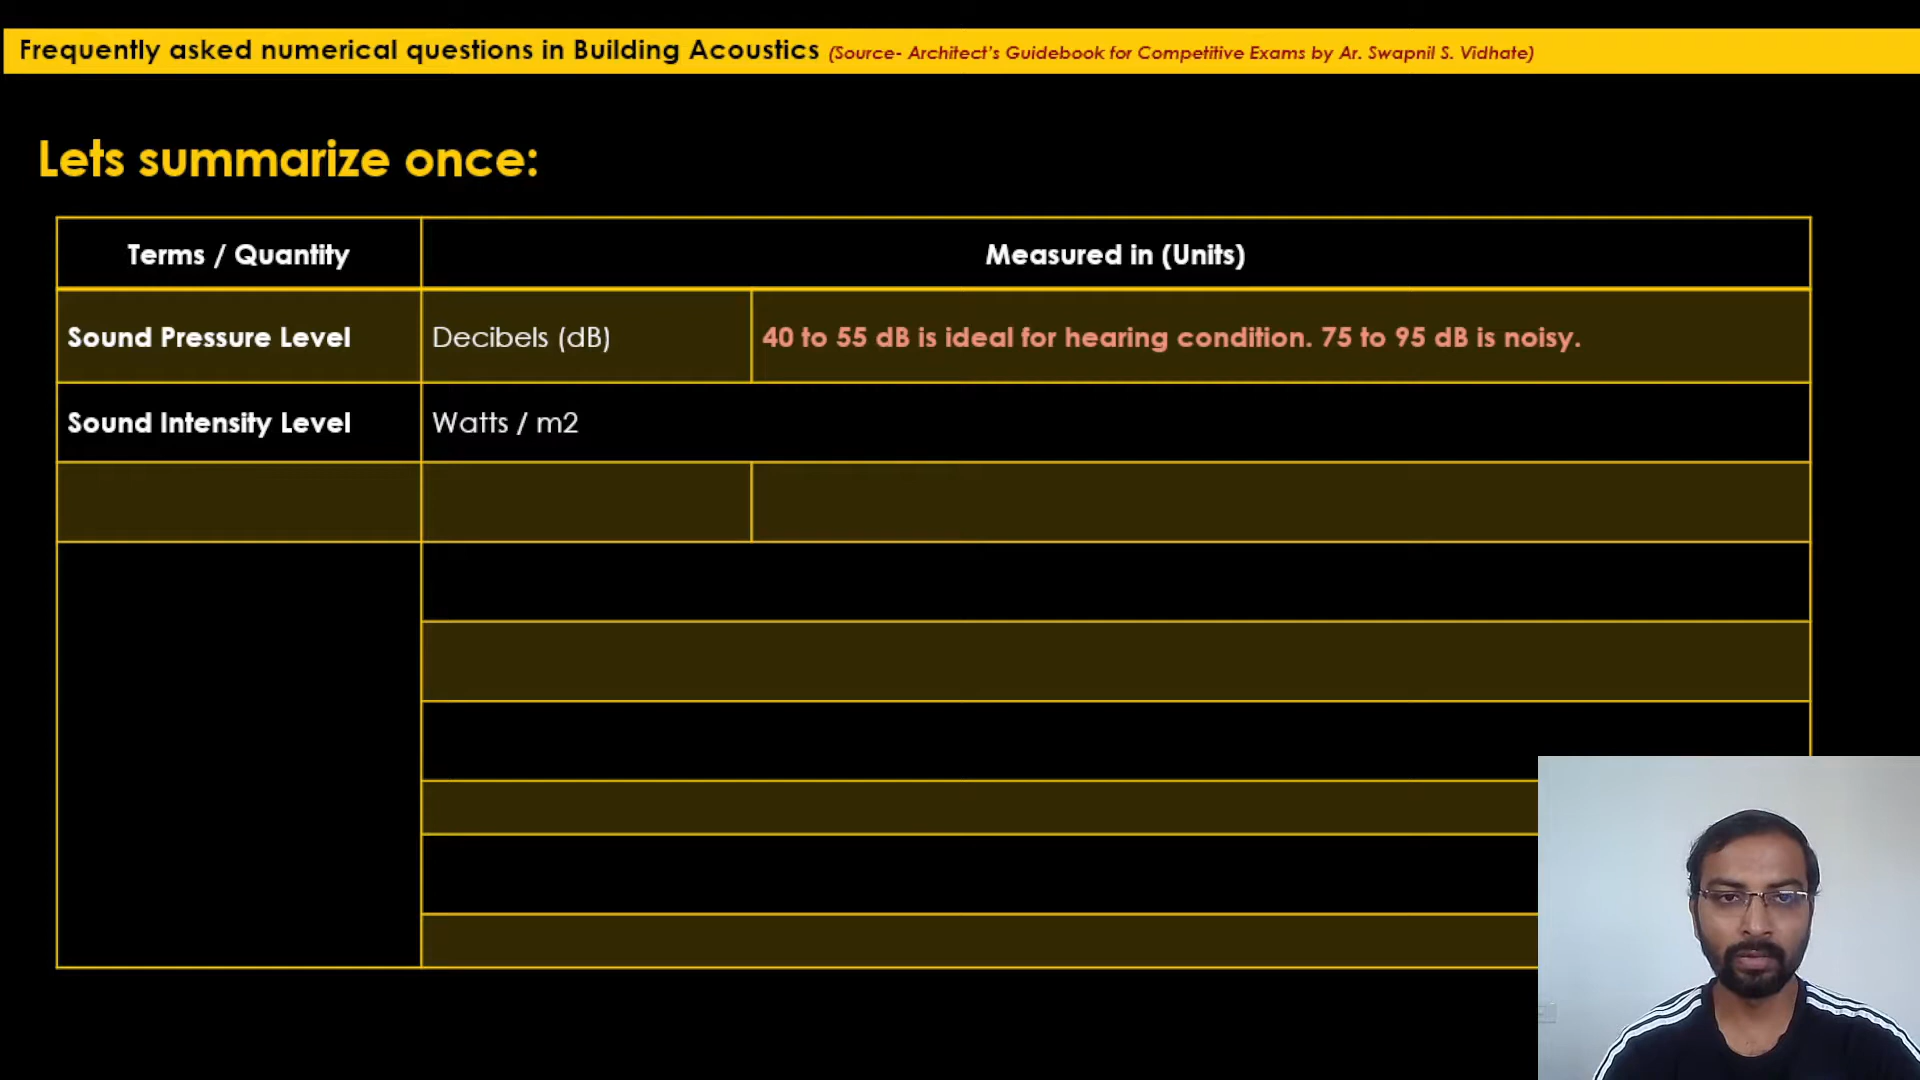 Frequently asked numerical questions in Building Acoustics (Source- Architect's Guidebook for Competitive Exams by Ar. Swapnil S. Vidhate)
Lets summarize once:
Terms / Quantity
Measured in (Units)
Sound Pressure Level
Decibels (dB)
40 to 55 dB is ideal for hearing condition. 75 to 95 dB is noisy.
Sound Intensity Level
Watts / m2